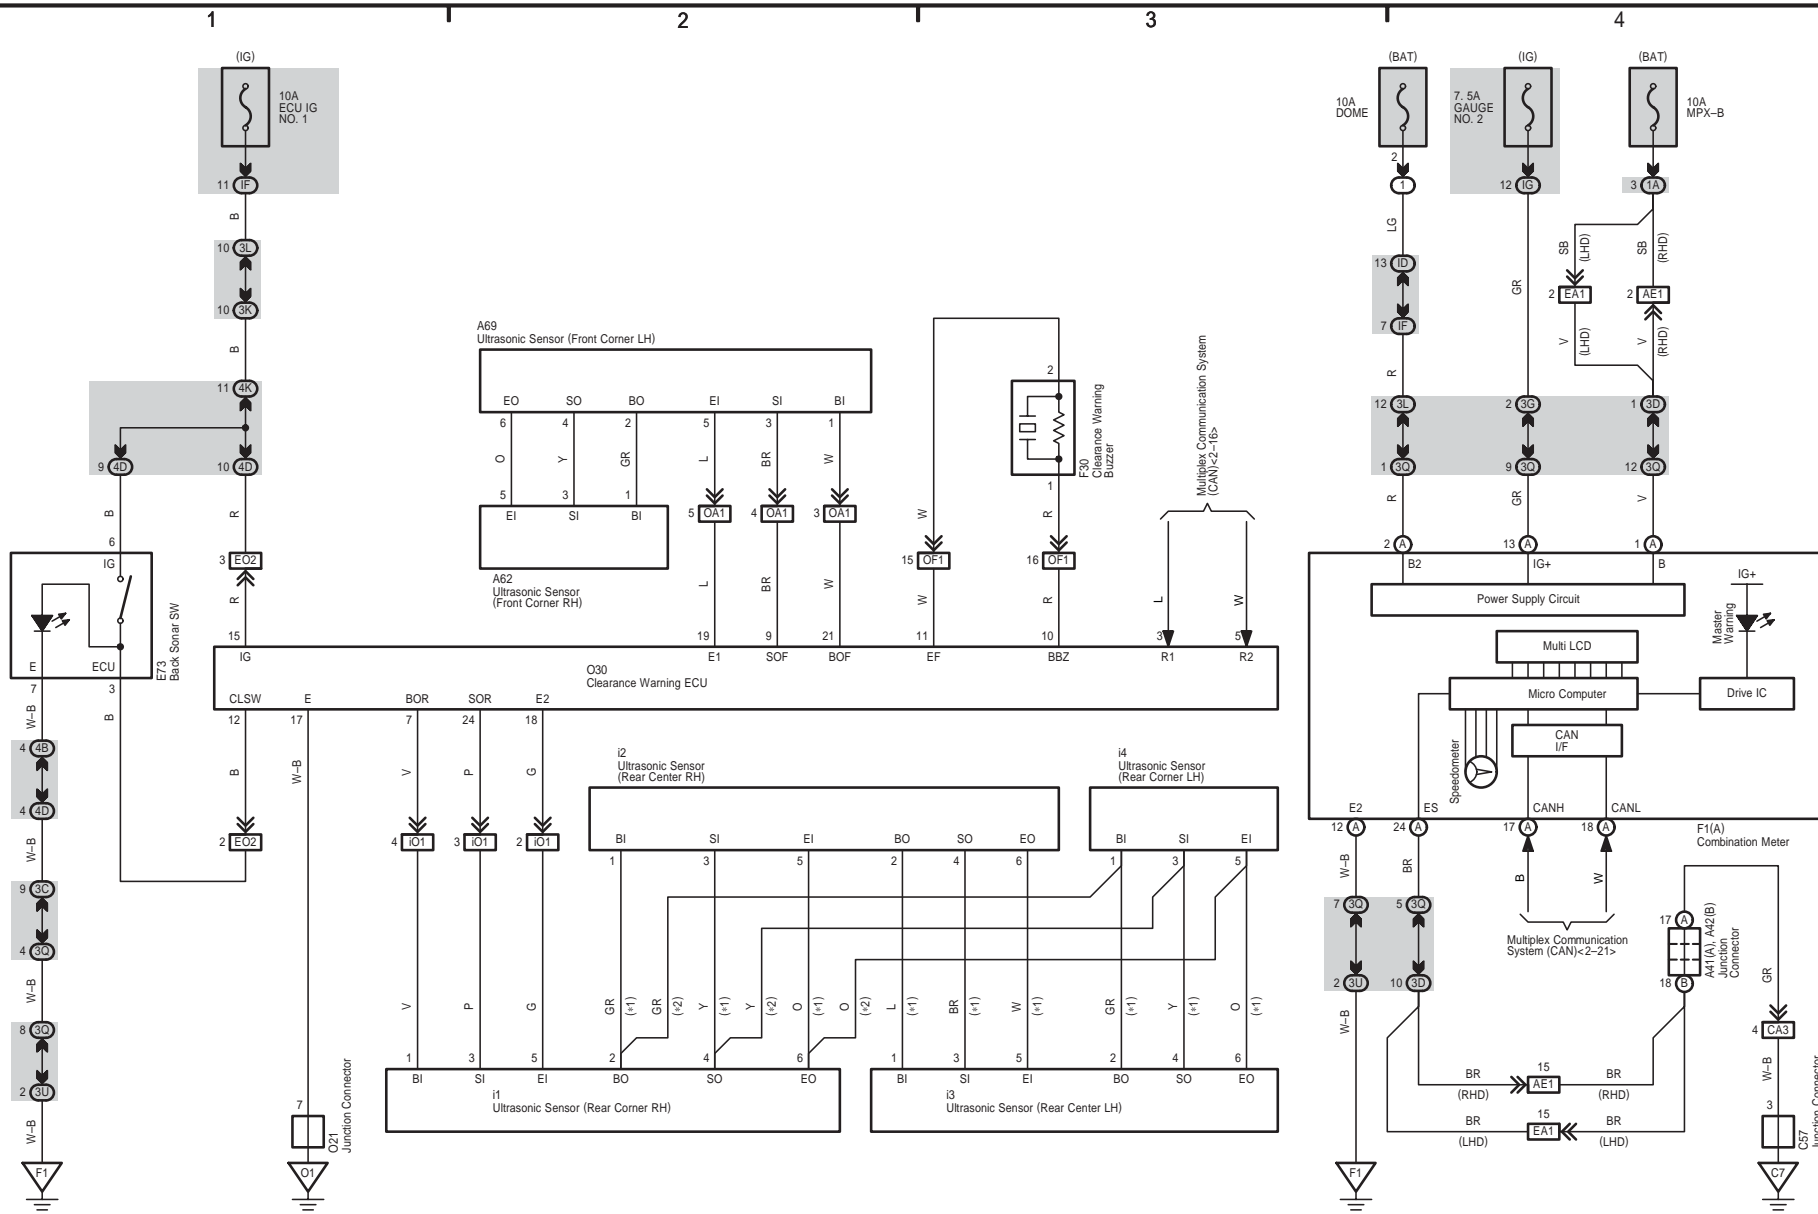 1 2 3 4
(IG)
10A
ECU IG
NO. 1
11 IF
B
10 3L
10 3K
B
11 4K
9 4D
10 4D
B
R
6
3 EO2
IG
R
E
ECU
E73
Back Sonar SW
7
3
W–B
B
4 4B
4 4D
W–B
9 3C
4 3Q
W–B
8 3Q
2 3U
W–B
F1
A69
Ultrasonic Sensor (Front Corner LH)
EO SO BO EI SI BI
6 4 2 5 3 1
O Y GR L BR W
5 3 1
EI SI BI
5 OA1
4 OA1
3 OA1
A62
Ultrasonic Sensor
(Front Corner RH)
L BR W
2
F30
Clearance Warning
Buzzer
1
W
R
15 OF1
16 OF1
W
R
Multiplex Communication System
(CAN)<2–16>
L
W
15 19 9 21 11 10 3 5
IG E1 SOF BOF EF BBZ R1 R2
O30
Clearance Warning ECU
CLSW E BOR SOR E2
12 17 7 24 18
B W–B V P G
2 EO2
4 iO1
3 iO1
2 iO1
V P G
7
O21
Junction Connector
O1
i2
Ultrasonic Sensor
(Rear Center RH)
BI SI EI BO SO EO
1 3 5 2 4 6
i4
Ultrasonic Sensor
(Rear Corner LH)
BI SI EI
1 3 5
GR (*1)
GR (*2)
Y (*1)
Y (*2)
O (*1)
O (*2)
L (*1)
BR (*1)
W (*1)
GR (*1)
Y (*1)
O (*1)
1 3 5 2 4 6
BI SI EI BO SO EO
i1
Ultrasonic Sensor (Rear Corner RH)
1 3 5 2 4 6
BI SI EI BO SO EO
i3
Ultrasonic Sensor (Rear Center LH)
(BAT)
10A
DOME
2
1
LG
13 ID
7 IF
R
12 3L
1 3Q
R
2 A
(IG)
7. 5A
GAUGE
NO. 2
12 IG
GR
2 3G
9 3Q
GR
13 A
(BAT)
10A
MPX–B
3 1A
SB (LHD)
SB (RHD)
2 EA1
2 AE1
V (LHD)
V (RHD)
1 3D
12 3Q
V
1 A
B2 IG+ B
Power Supply Circuit
IG+
Master
Warning
Multi LCD
Micro Computer
Drive IC
CAN
I/F
Speedometer
E2 ES CANH CANL
12 A
24 A
17 A
18 A
F1(A)
Combination Meter
W–B
BR
B
W
7 3Q
5 3Q
Multiplex Communication
System (CAN)<2–21>
2 3U
10 3D
W–B
F1
17 A
A41(A), A42(B)
Junction
Connector
18 B
GR
4 CA3
W–B
15
BR AE1 BR
(RHD) (RHD)
15
BR EA1 BR
(LHD) (LHD)
3
C57
C7